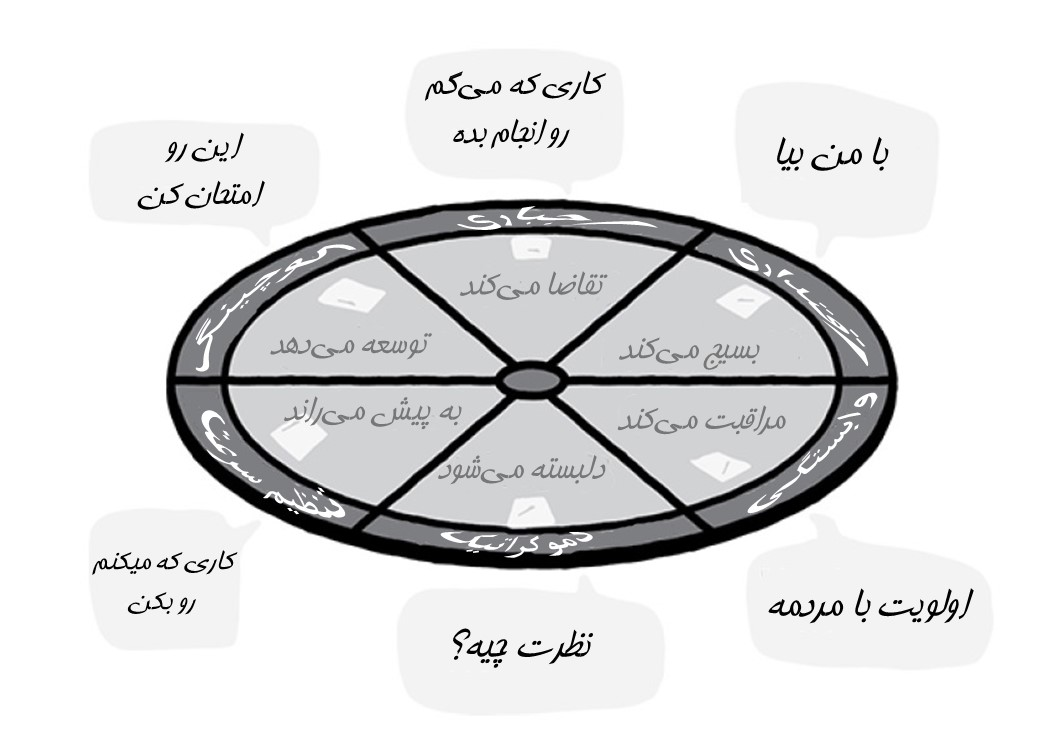 کاری که می‌گم
رو انجام بده
با من بیا
این رو
امتحان کن
تقاضا می‌کند
بسیج می‌کند
توسعه می‌دهد
به پیش می‌راند
مراقبت می‌کند
دلبسته می‌شود
وابستگی
تنظیم سرعت
دموکراتیک
کاری که میکنم
رو بکن
نظرت چیه؟
اولویت با مردمه